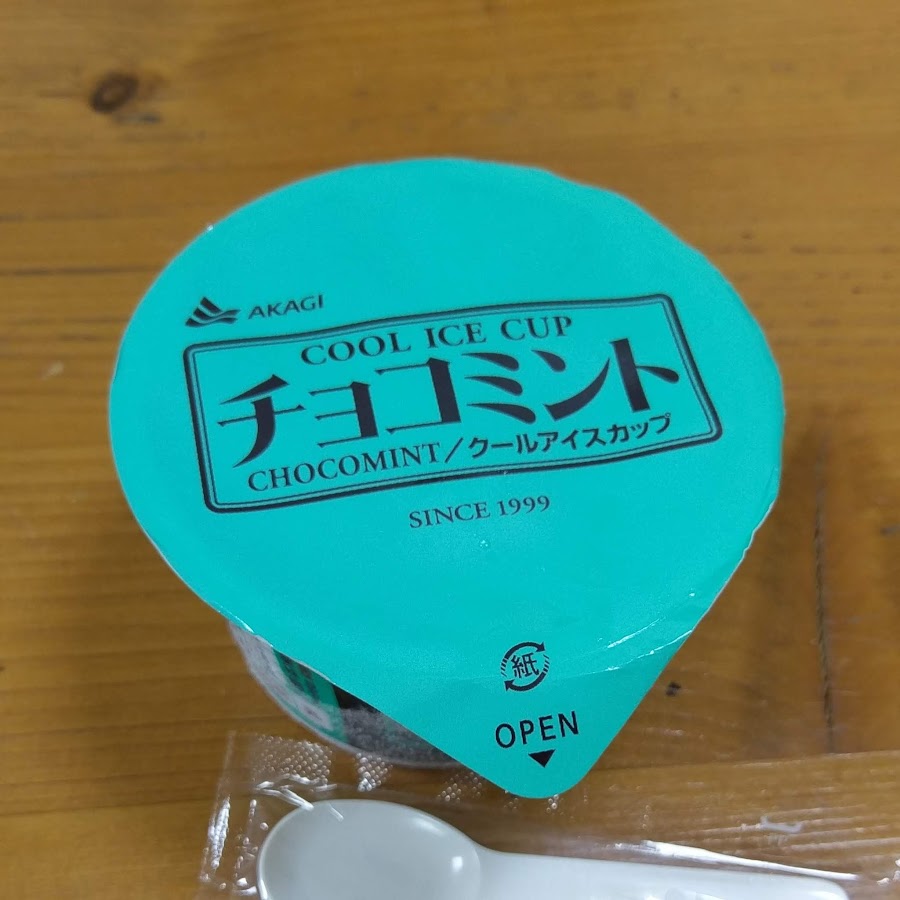 AKAGI
COOL ICE CUP
チョコミント
CHOCOMINT/クールアイスカップ
SINCE 1999
紙
OPEN